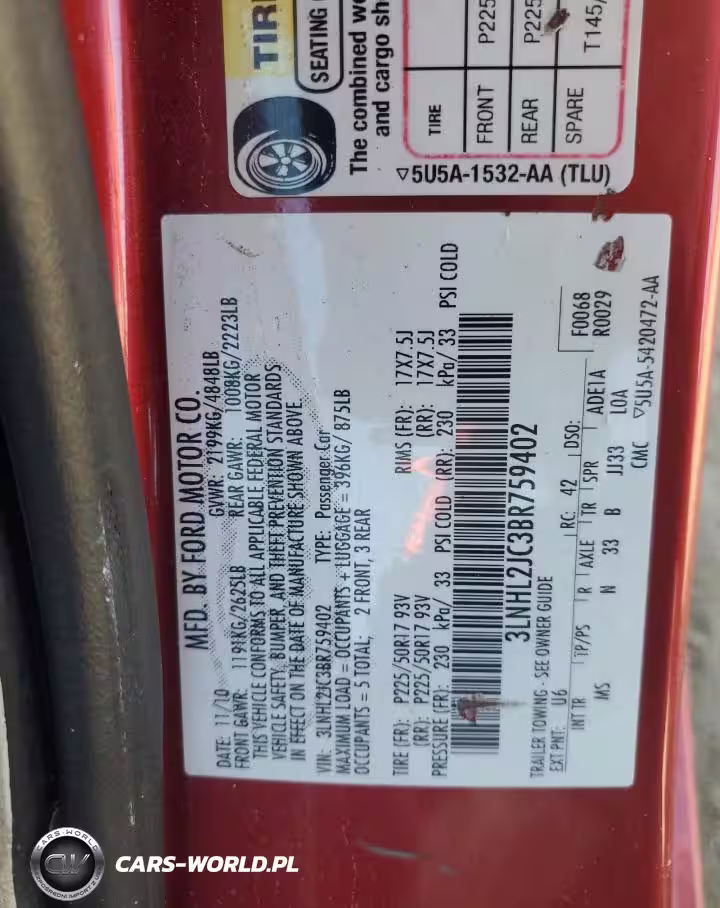 TIRE
SEATING
The combined we
and cargo sh
TIRE
FRONT P225
REAR P225
SPARE T145/
▽5U5A-1532-AA (TLU)
MFD. BY FORD MOTOR CO.
DATE: 11/10 GVWR: 2199KG/4848LB
FRONT GAWR: 1191KG/2625LB REAR GAWR: 1008KG/2223LB
THIS VEHICLE CONFORMS TO ALL APPLICABLE FEDERAL MOTOR
VEHICLE SAFETY, BUMPER, AND THEFT PREVENTION STANDARDS
IN EFFECT ON THE DATE OF MANUFACTURE SHOWN ABOVE.
VIN: 3LNHL2JC3BR759402 TYPE: Passenger Car
MAXIMUM LOAD = OCCUPANTS + LUGGAGE = 396KG/ 875LB
OCCUPANTS = 5 TOTAL; 2 FRONT, 3 REAR
TIRE (FR): P225/50R17 93V RIMS (FR): 17X7.5J
(RR): P225/50R17 93V (RR): 17X7.5J
PRESSURE (FR): 230 kPa/ 33 PSI COLD (RR): 230 kPa/ 33 PSI COLD
3LNHL2JC3BR759402
TRAILER TOWING - SEE OWNER GUIDE
EXT PNT: U6 RC: 42 DSO: F0068
R0029
INT TR TP/PS R AXLE TR SPR ADE1A
MS N 33 B JJ33 LOA
CMC ▽5U5A-5420472-AA
CARS-WORLD
CW
CARS-WORLD.PL